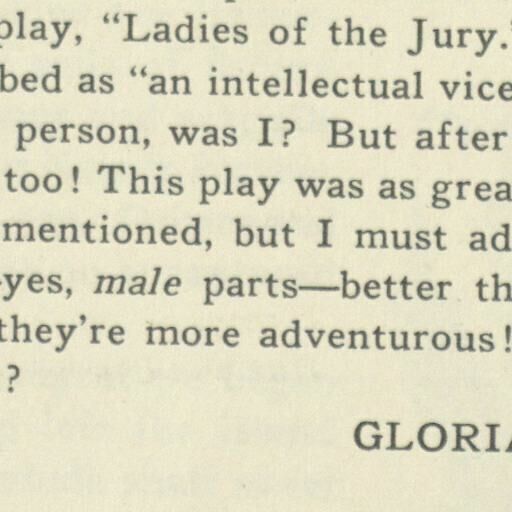 play, “Ladies of the Jury.”
bed as “an intellectual vice
person, was I? But after
too! This play was as grea
mentioned, but I must ad
-yes, male parts—better th
they’re more adventurous!
?
GLORIA